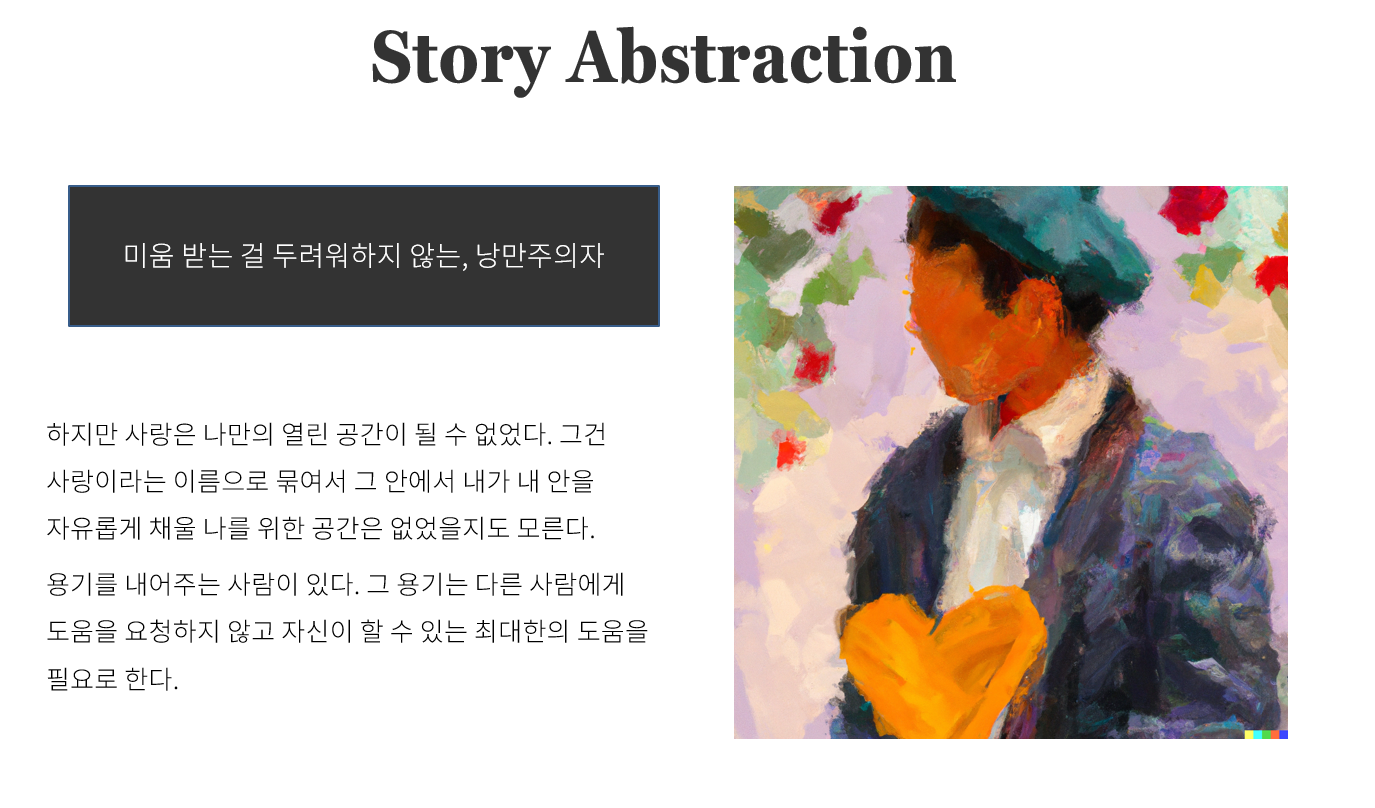 Story Abstraction
미움 받는 걸 두려워하지 않는, 낭만주의자
하지만 사랑은 나만의 열린 공간이 될 수 없었다. 그건
사랑이라는 이름으로 묶여서 그 안에서 내가 내 안을
자유롭게 채울 나를 위한 공간은 없었을지도 모른다.
용기를 내어주는 사람이 있다. 그 용기는 다른 사람에게
도움을 요청하지 않고 자신이 할 수 있는 최대한의 도움을
필요로 한다.